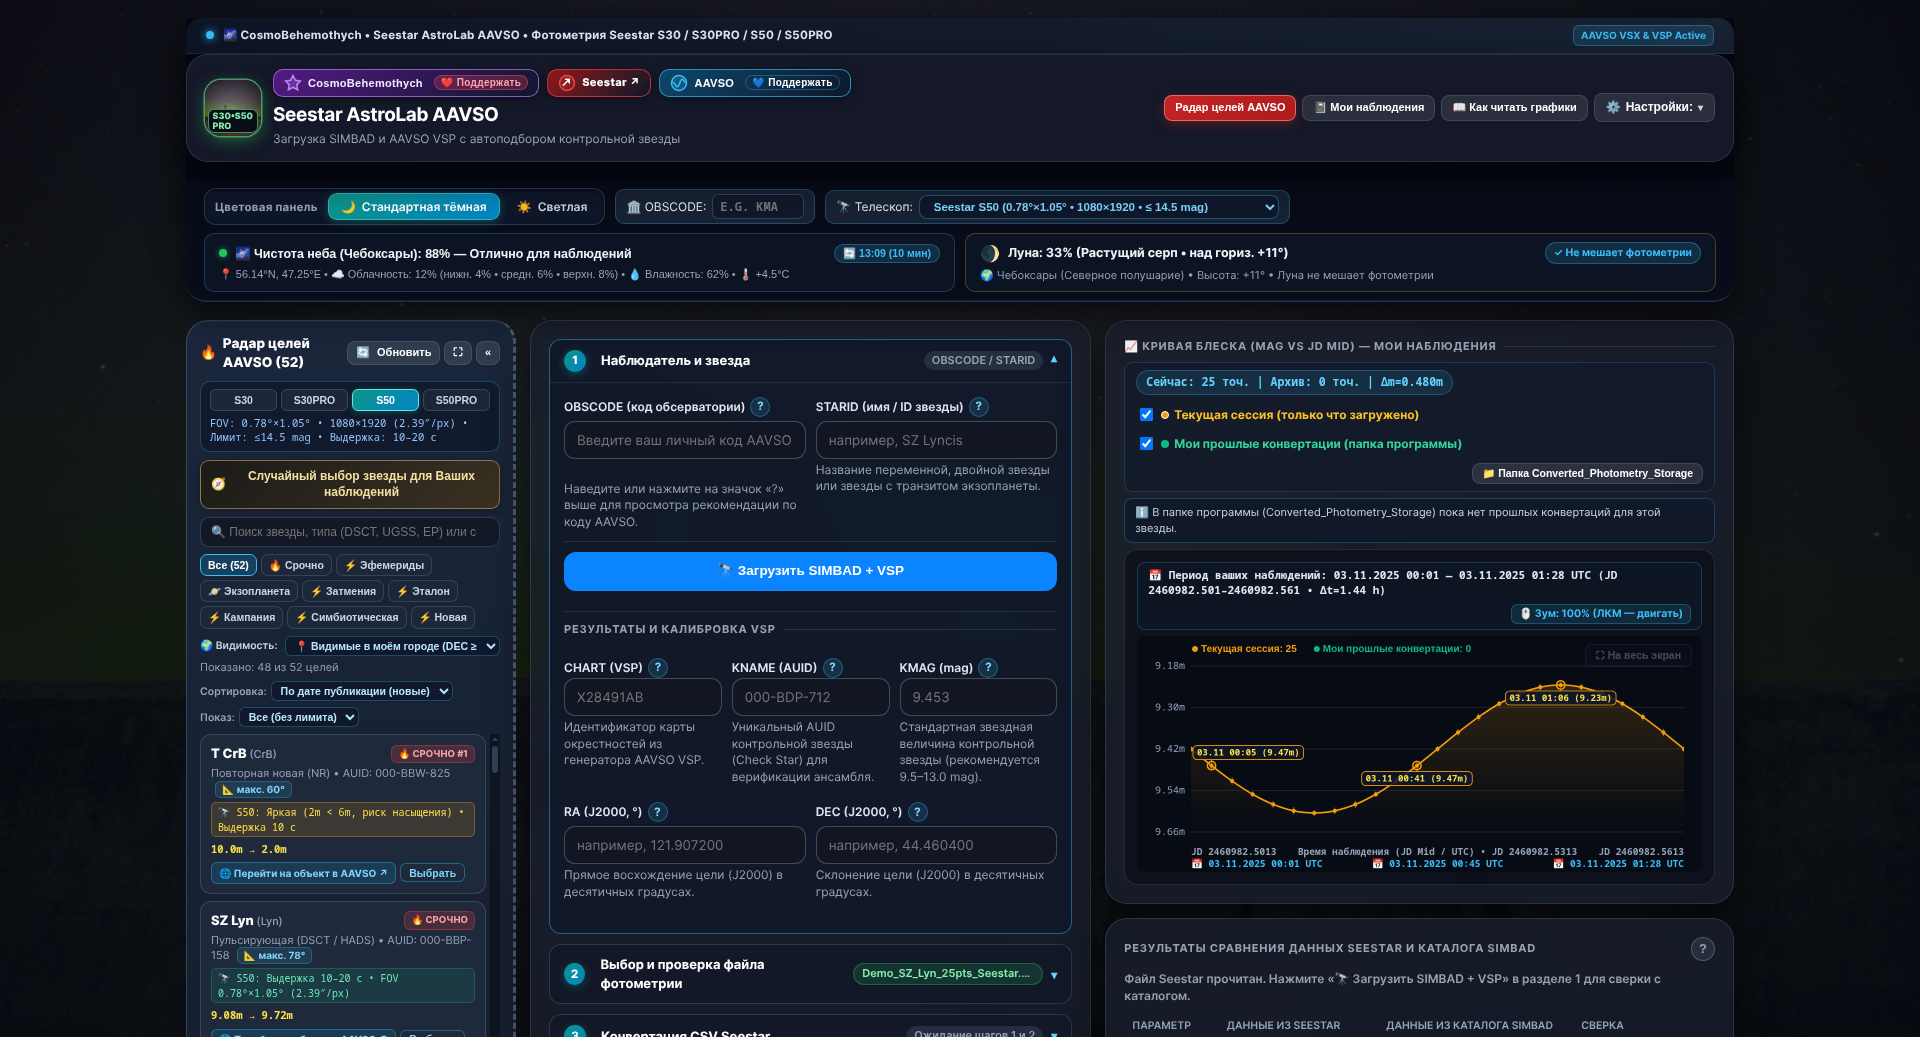 🌌 CosmoBehemothych • Seestar AstroLab AAVSO • Фотометрия Seestar S30 / S30PRO / S50 / S50PRO
AAVSO VSX & VSP Active
CosmoBehemothych ❤️ Поддержать
Seestar ↗
AAVSO 💙 Поддержать
S30•S50
PRO
Seestar AstroLab AAVSO
Загрузка SIMBAD и AAVSO VSP с автоподбором контрольной звезды
Радар целей AAVSO
📓 Мои наблюдения
📖 Как читать графики
⚙️ Настройки: ▾
Цветовая панель
🌙 Стандартная тёмная
☀️ Светлая
🏛️ OBSCODE: E.G. KMA
🔭 Телескоп: Seestar S50 (0.78°×1.05° • 1080×1920 • ≤ 14.5 mag)
🌌 Чистота неба (Чебоксары): 88% — Отлично для наблюдений
🔄 13:09 (10 мин)
📍 56.14°N, 47.25°E • ☁️ Облачность: 12% (нижн. 4% • средн. 6% • верхн. 8%) • 💧 Влажность: 62% • 🌡️ +4.5°C
Луна: 33% (Растущий серп • над гориз. +11°)
✓ Не мешает фотометрии
🌍 Чебоксары (Северное полушарие) • Высота: +11° • Луна не мешает фотометрии
🔥 Радар целей
AAVSO (52)
🔄 Обновить
⛶
«
S30
S30PRO
S50
S50PRO
FOV: 0.78°×1.05° • 1080×1920 (2.39″/px) •
Лимит: ≤14.5 mag • Выдержка: 10–20 с
🧭 Случайный выбор звезды для Ваших
наблюдений
🔍 Поиск звезды, типа (DSCT, UGSS, EP) или с
Все (52)
🔥 Срочно
⚡ Эфемериды
🪐 Экзопланета
⚡ Затмения
⚡ Эталон
⚡ Кампания
⚡ Симбиотическая
⚡ Новая
🌍 Видимость: 📍 Видимые в моём городе (DEC ≥
Показано: 48 из 52 целей
Сортировка: По дате публикации (новые)
Показ: Все (без лимита)
T CrB (CrB)
🔥 СРОЧНО #1
Повторная новая (NR) • AUID: 000-BBW-825
📐 макс. 60°
🔭 S50: Яркая (2m < 6m, риск насыщения) •
Выдержка 10 с
10.0m → 2.0m
🌐 Перейти на объект в AAVSO ↗
Выбрать
SZ Lyn (Lyn)
🔥 СРОЧНО
Пульсирующая (DSCT / HADS) • AUID: 000-BBP-
158 📐 макс. 78°
🔭 S50: Выдержка 10–20 с • FOV
0.78°×1.05° (2.39″/px)
9.08m → 9.72m
1
Наблюдатель и звезда
OBSCODE / STARID ▲
OBSCODE (код обсерватории) ?
STARID (имя / ID звезды) ?
Введите ваш личный код AAVSO
например, SZ Lyncis
Название переменной, двойной звезды
или звезды с транзитом экзопланеты.
Наведите или нажмите на значок «?»
выше для просмотра рекомендации по
коду AAVSO.
🔭 Загрузить SIMBAD + VSP
РЕЗУЛЬТАТЫ И КАЛИБРОВКА VSP
CHART (VSP) ?
KNAME (AUID) ?
KMAG (mag) ?
X28491AB
000-BDP-712
9.453
Идентификатор карты
окрестностей из
генератора AAVSO VSP.
Уникальный AUID
контрольной звезды
(Check Star) для
верификации ансамбля.
Стандартная звездная
величина контрольной
звезды (рекомендуется
9.5–13.0 mag).
RA (J2000, °) ?
DEC (J2000, °) ?
например, 121.907200
например, 44.460400
Прямое восхождение цели (J2000) в
десятичных градусах.
Склонение цели (J2000) в десятичных
градусах.
2
Выбор и проверка файла
фотометрии
Demo_SZ_Lyn_25pts_Seestar.... ▼
3
Конвертация CSV Seestar
Ожидание шагов 1 и 2
📈 КРИВАЯ БЛЕСКА (MAG VS JD MID) — МОИ НАБЛЮДЕНИЯ
Сейчас: 25 точ. | Архив: 0 точ. | Δm=0.480m
Текущая сессия (только что загружено)
Мои прошлые конвертации (папка программы)
📁 Папка Converted_Photometry_Storage
ℹ️ В папке программы (Converted_Photometry_Storage) пока нет прошлых конвертаций для этой
звезды.
📅 Период ваших наблюдений: 03.11.2025 00:01 — 03.11.2025 01:28 UTC (JD
2460982.501–2460982.561 • Δt=1.44 h)
🖱️ Зум: 100% (ЛКМ — двигать)
● Текущая сессия: 25
● Мои прошлые конвертации: 0
⛶ На весь экран
9.18m
9.30m
9.42m
9.54m
9.66m
03.11 00:05 (9.47m)
03.11 00:41 (9.47m)
03.11 01:06 (9.23m)
JD 2460982.5013
Время наблюдения (JD Mid / UTC) • JD 2460982.5313
JD 2460982.5613
📅 03.11.2025 00:01 UTC
📅 03.11.2025 00:45 UTC
📅 03.11.2025 01:28 UTC
РЕЗУЛЬТАТЫ СРАВНЕНИЯ ДАННЫХ SEESTAR И КАТАЛОГА SIMBAD
?
Файл Seestar прочитан. Нажмите «🔭 Загрузить SIMBAD + VSP» в разделе 1 для сверки с
каталогом.
ПАРАМЕТР
ДАННЫЕ ИЗ SEESTAR
ДАННЫЕ ИЗ КАТАЛОГА SIMBAD
СВЕРКА